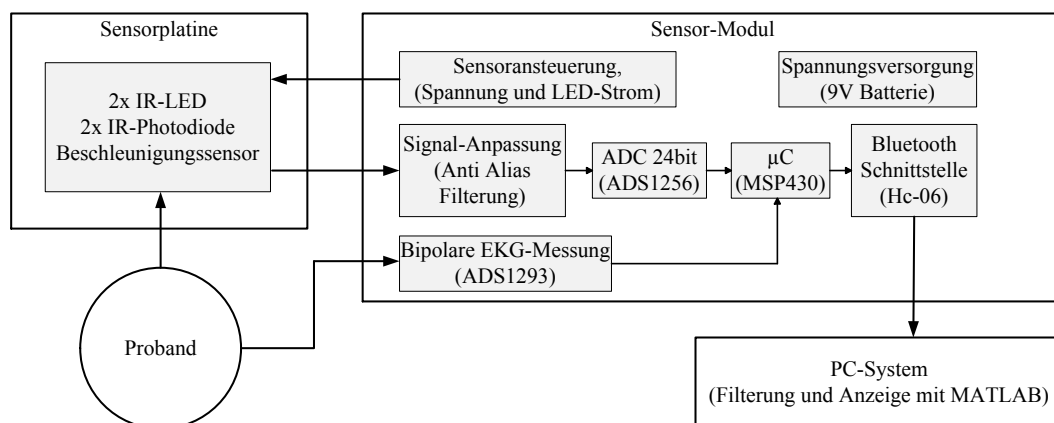 Sensorplatine
2x IR-LED
2x IR-Photodiode
Beschleunigungssensor
Sensor-Modul
Sensoransteuerung,
(Spannung und LED-Strom)
Spannungsversorgung
(9V Batterie)
Signal-Anpassung
(Anti Alias
Filterung)
ADC 24bit
(ADS1256)
µC
(MSP430)
Bluetooth
Schnittstelle
(Hc-06)
Bipolare EKG-Messung
(ADS1293)
Proband
PC-System
(Filterung und Anzeige mit MATLAB)